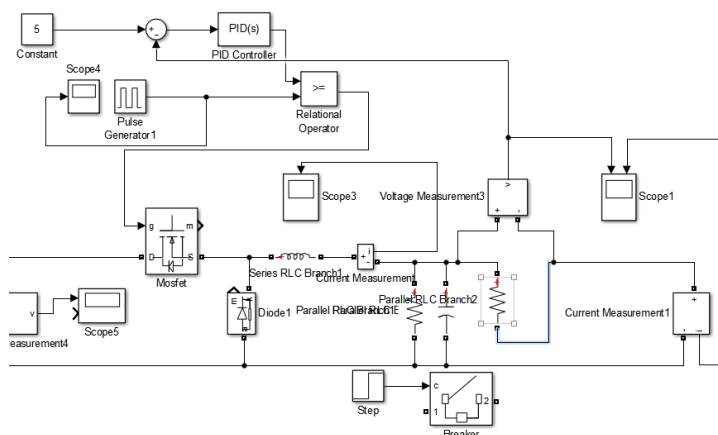 5
Constant
+
-
PID(s)
PID Controller
Scope4
Pulse
Generator1
>=
Relational
Operator
Scope3
Voltage Measurement3
v
+
-
Scope1
g
m
D
S
Mosfet
Series RLC Branch1
+
-
i
Current Measurement
Parallel RLC Branch2
v
Scope5
easurement4
m
Diode1
Parallel
+
-
i
Current Measurement1
Step
c
1
2
Breaker